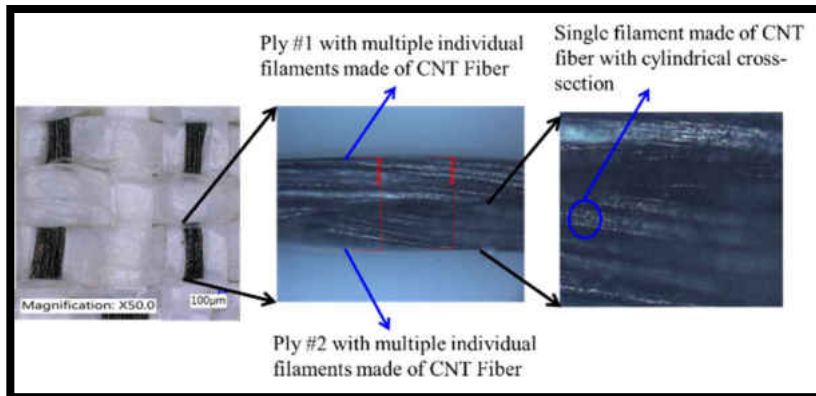 Ply #1 with multiple individual
filaments made of CNT Fiber
Single filament made of CNT
fiber with cylindrical cross-
section
Magnification: X50.0
100μm
Ply #2 with multiple individual
filaments made of CNT Fiber